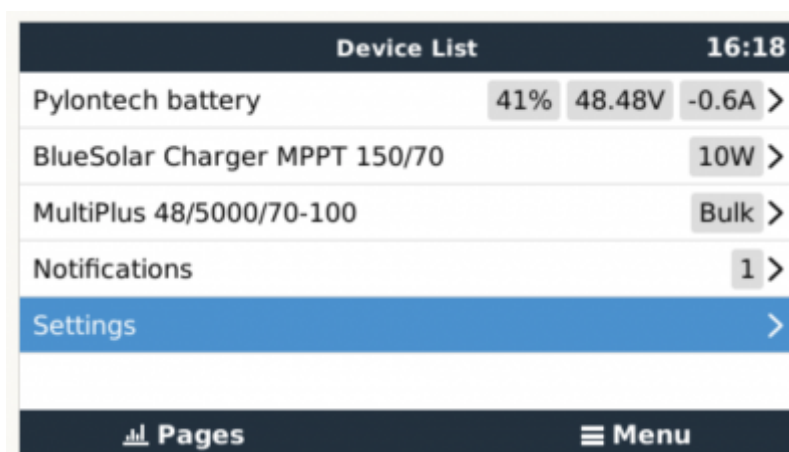 Device List 16:18
Pylontech battery 41% 48.48V -0.6A
BlueSolar Charger MPPT 150/70 10W
MultiPlus 48/5000/70-100 Bulk
Notifications 1
Settings
Pages Menu